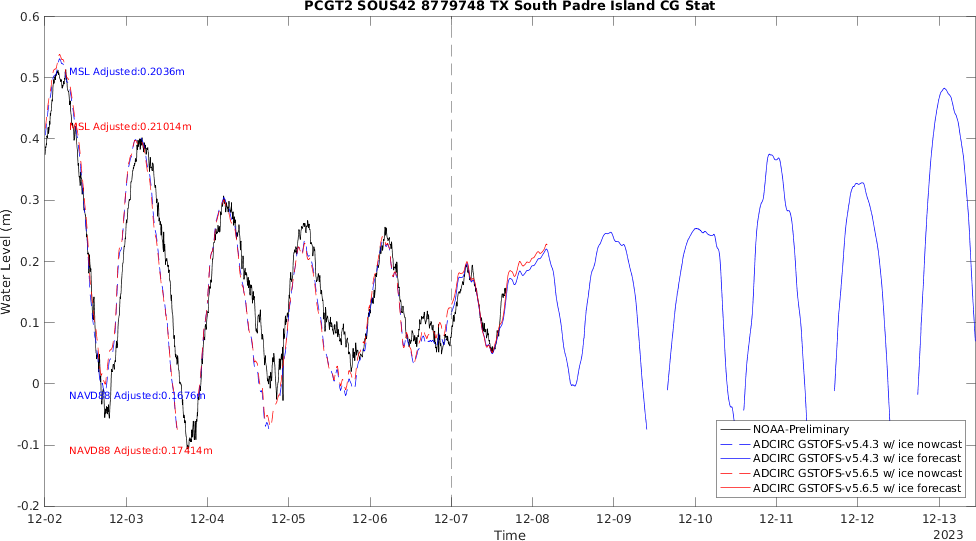 PCGT2 SOUS42 8779748 TX South Padre Island CG Stat
0.6
0.5
0.4
0.3
0.2
0.1
0
-0.1
-0.2
Water Level (m)
MSL Adjusted:0.2036m
MSL Adjusted:0.21014m
NAVD88 Adjusted:0.1676m
NAVD88 Adjusted:0.17414m
NOAA-Preliminary
ADCIRC GSTOFS-v5.4.3 w/ ice nowcast
ADCIRC GSTOFS-v5.4.3 w/ ice forecast
ADCIRC GSTOFS-v5.6.5 w/ ice nowcast
ADCIRC GSTOFS-v5.6.5 w/ ice forecast
12-02 12-03 12-04 12-05 12-06 12-07 12-08 12-09 12-10 12-11 12-12 12-13
Time 2023